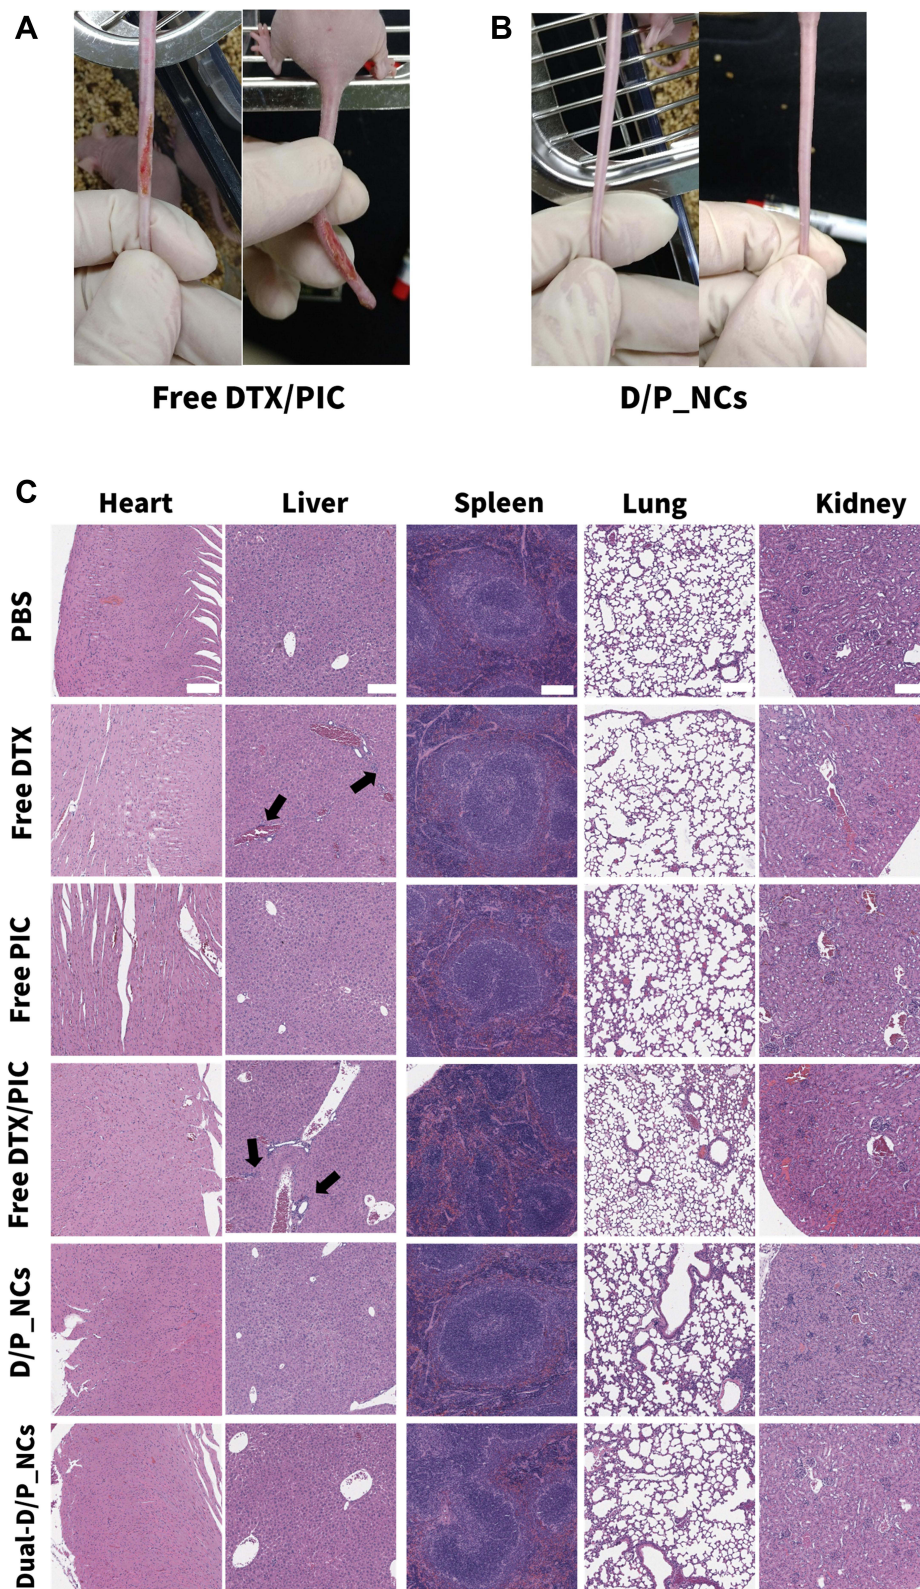 A
B
Free DTX/PIC
D/P_NCs
C
Heart Liver Spleen Lung Kidney
PBS
Free DTX
Free PIC
Free DTX/PIC
D/P_NCs
Dual-D/P_NCs